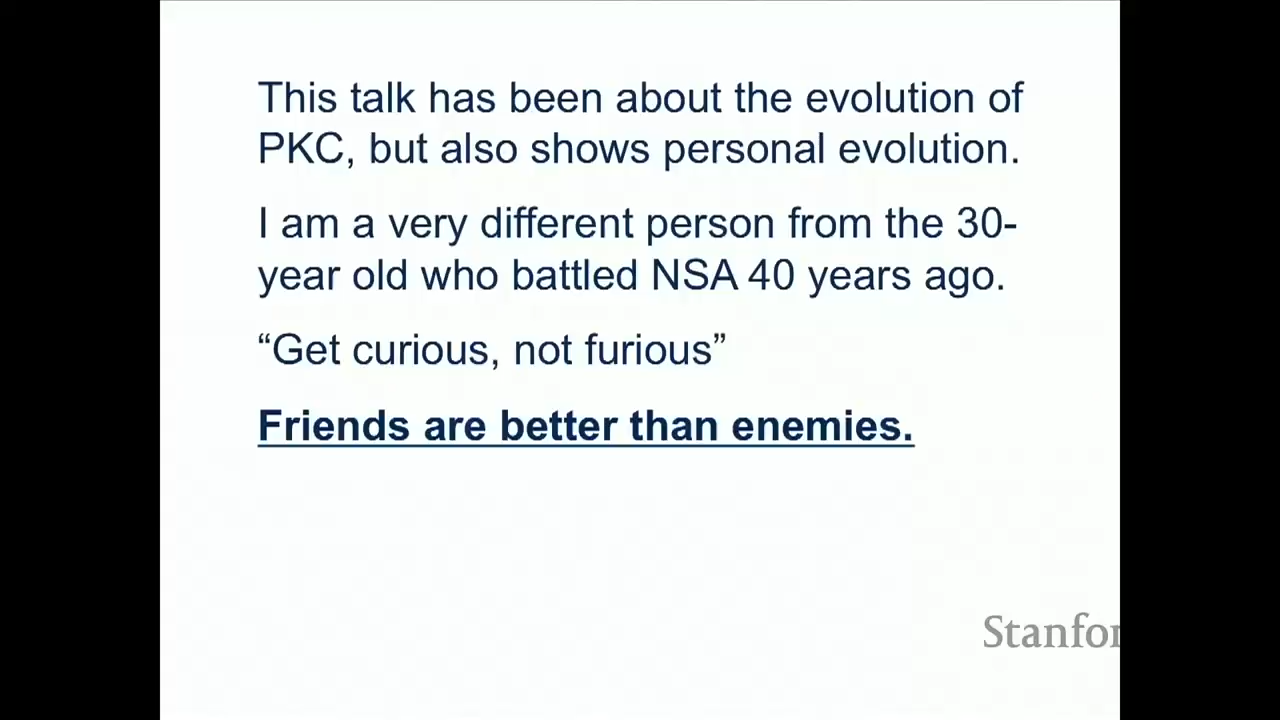 This talk has been about the evolution of
PKC, but also shows personal evolution.
I am a very different person from the 30-
year old who battled NSA 40 years ago.
“Get curious, not furious”
Friends are better than enemies.
Stanfor